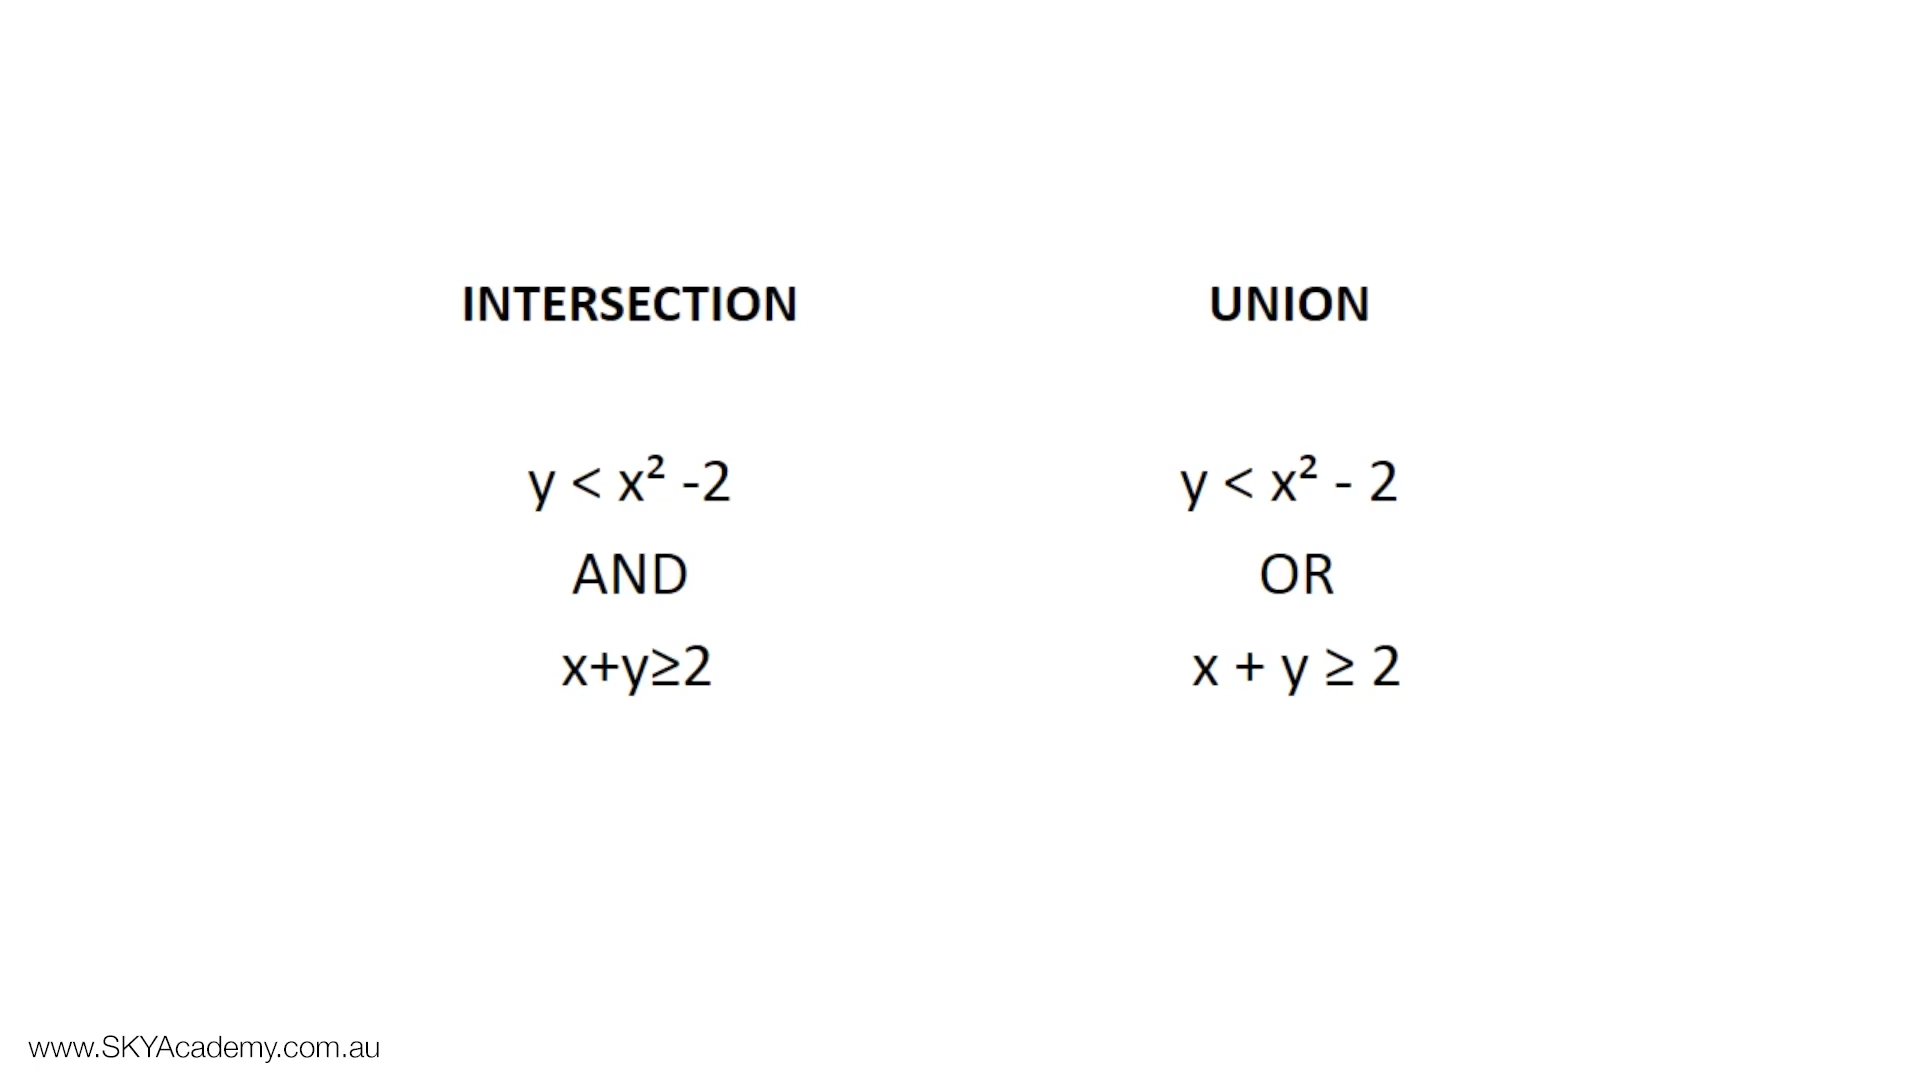 INTERSECTION
y < x² -2
AND
x+y≥2
UNION
y < x² - 2
OR
x + y ≥ 2
www.SKYAcademy.com.au